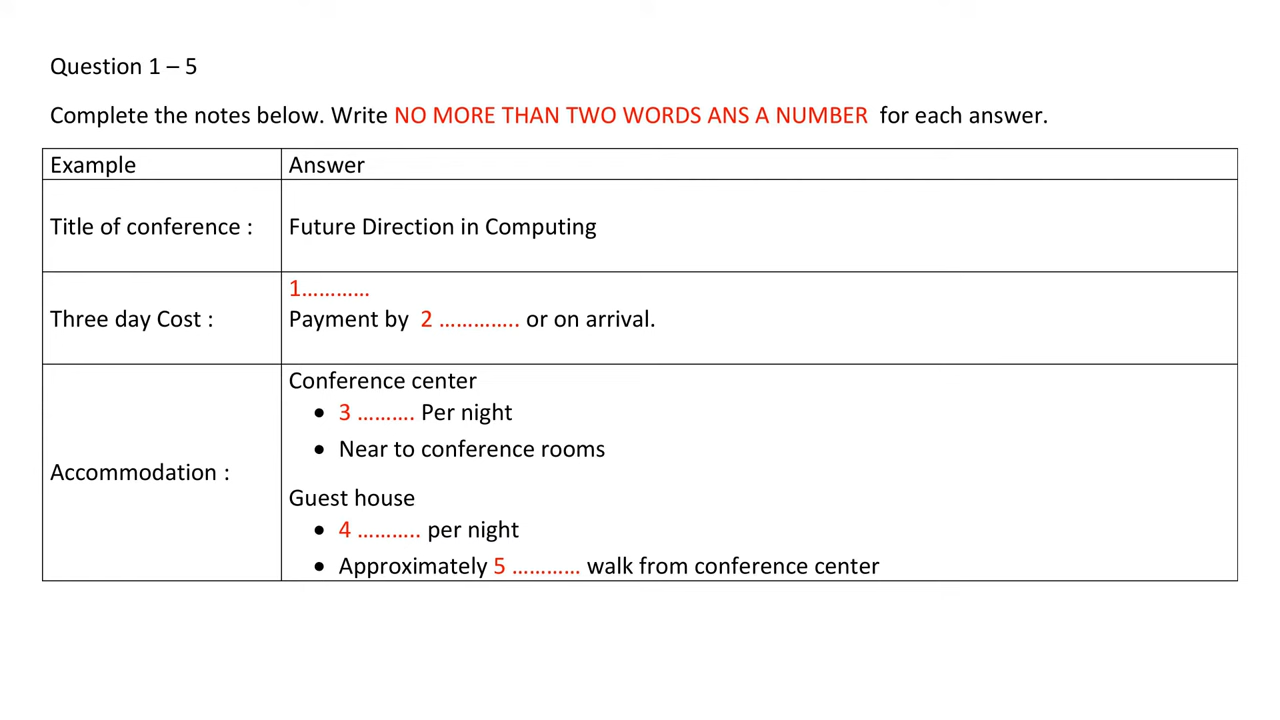 Question 1 – 5
Complete the notes below. Write NO MORE THAN TWO WORDS ANS A NUMBER for each answer.
Example Answer
Title of conference : Future Direction in Computing
Three day Cost :
1…………
Payment by 2 ………….. or on arrival.
Accommodation :
Conference center
• 3 ………. Per night
• Near to conference rooms
Guest house
• 4 ……….. per night
• Approximately 5 ………… walk from conference center